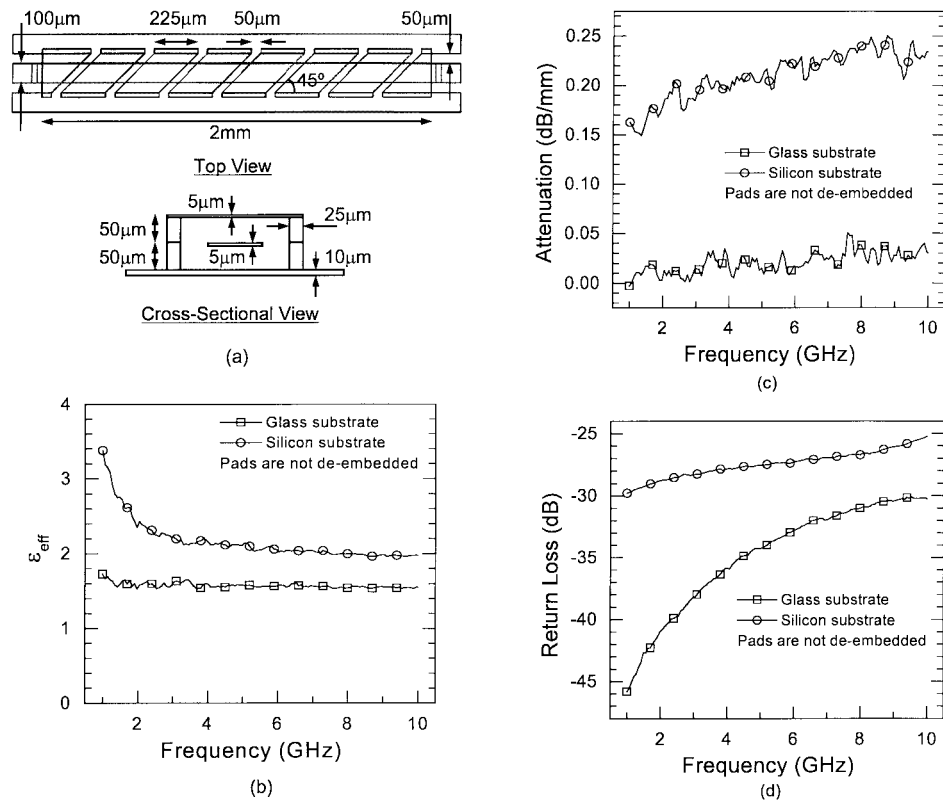 100μm
225μm
50μm
50μm
45°
2mm
Top View
5μm
25μm
50μm
50μm
5μm
10μm
Cross-Sectional View
(a)
4
3
2
1
0
εeff
Glass substrate
Silicon substrate
Pads are not de-embedded
2 4 6 8 10
Frequency (GHz)
(b)
0.25
0.20
0.15
0.10
0.05
0.00
Attenuation (dB/mm)
Glass substrate
Silicon substrate
Pads are not de-embedded
2 4 6 8 10
Frequency (GHz)
(c)
-25
-30
-35
-40
-45
Return Loss (dB)
Glass substrate
Silicon substrate
Pads are not de-embedded
2 4 6 8 10
Frequency (GHz)
(d)